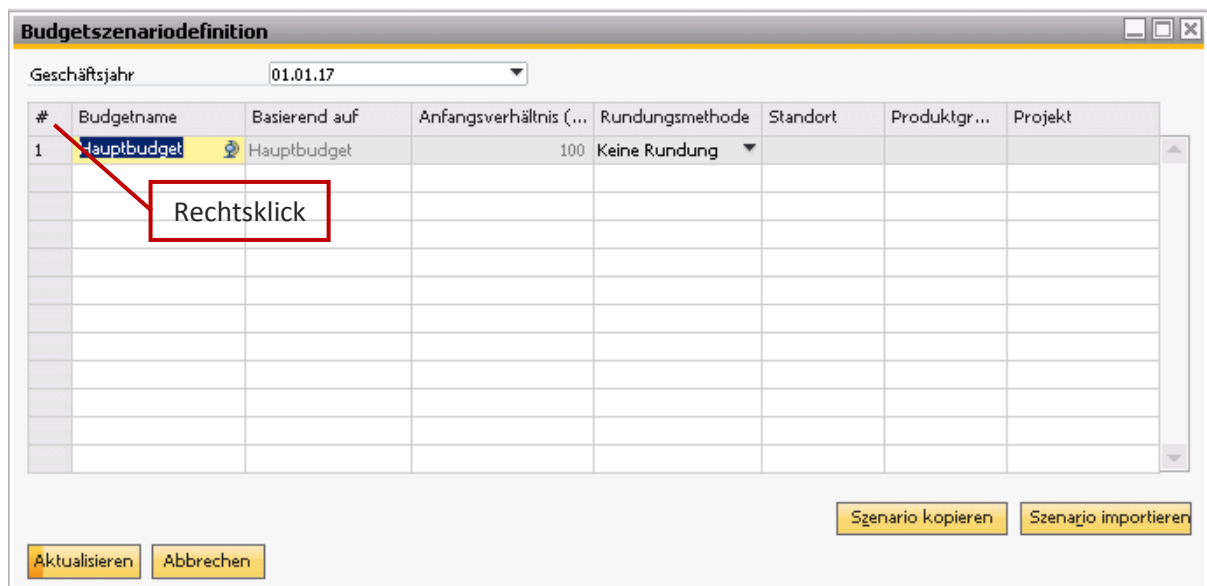 Budgetszenariodefinition
Geschäftsjahr 01.01.17
# Budgetname Basierend auf Anfangsverhältnis (... Rundungsmethode Standort Produktgr... Projekt
1 Hauptbudget Hauptbudget 100 Keine Rundung
Rechtsklick
Szenario kopieren Szenario importieren
Aktualisieren Abbrechen